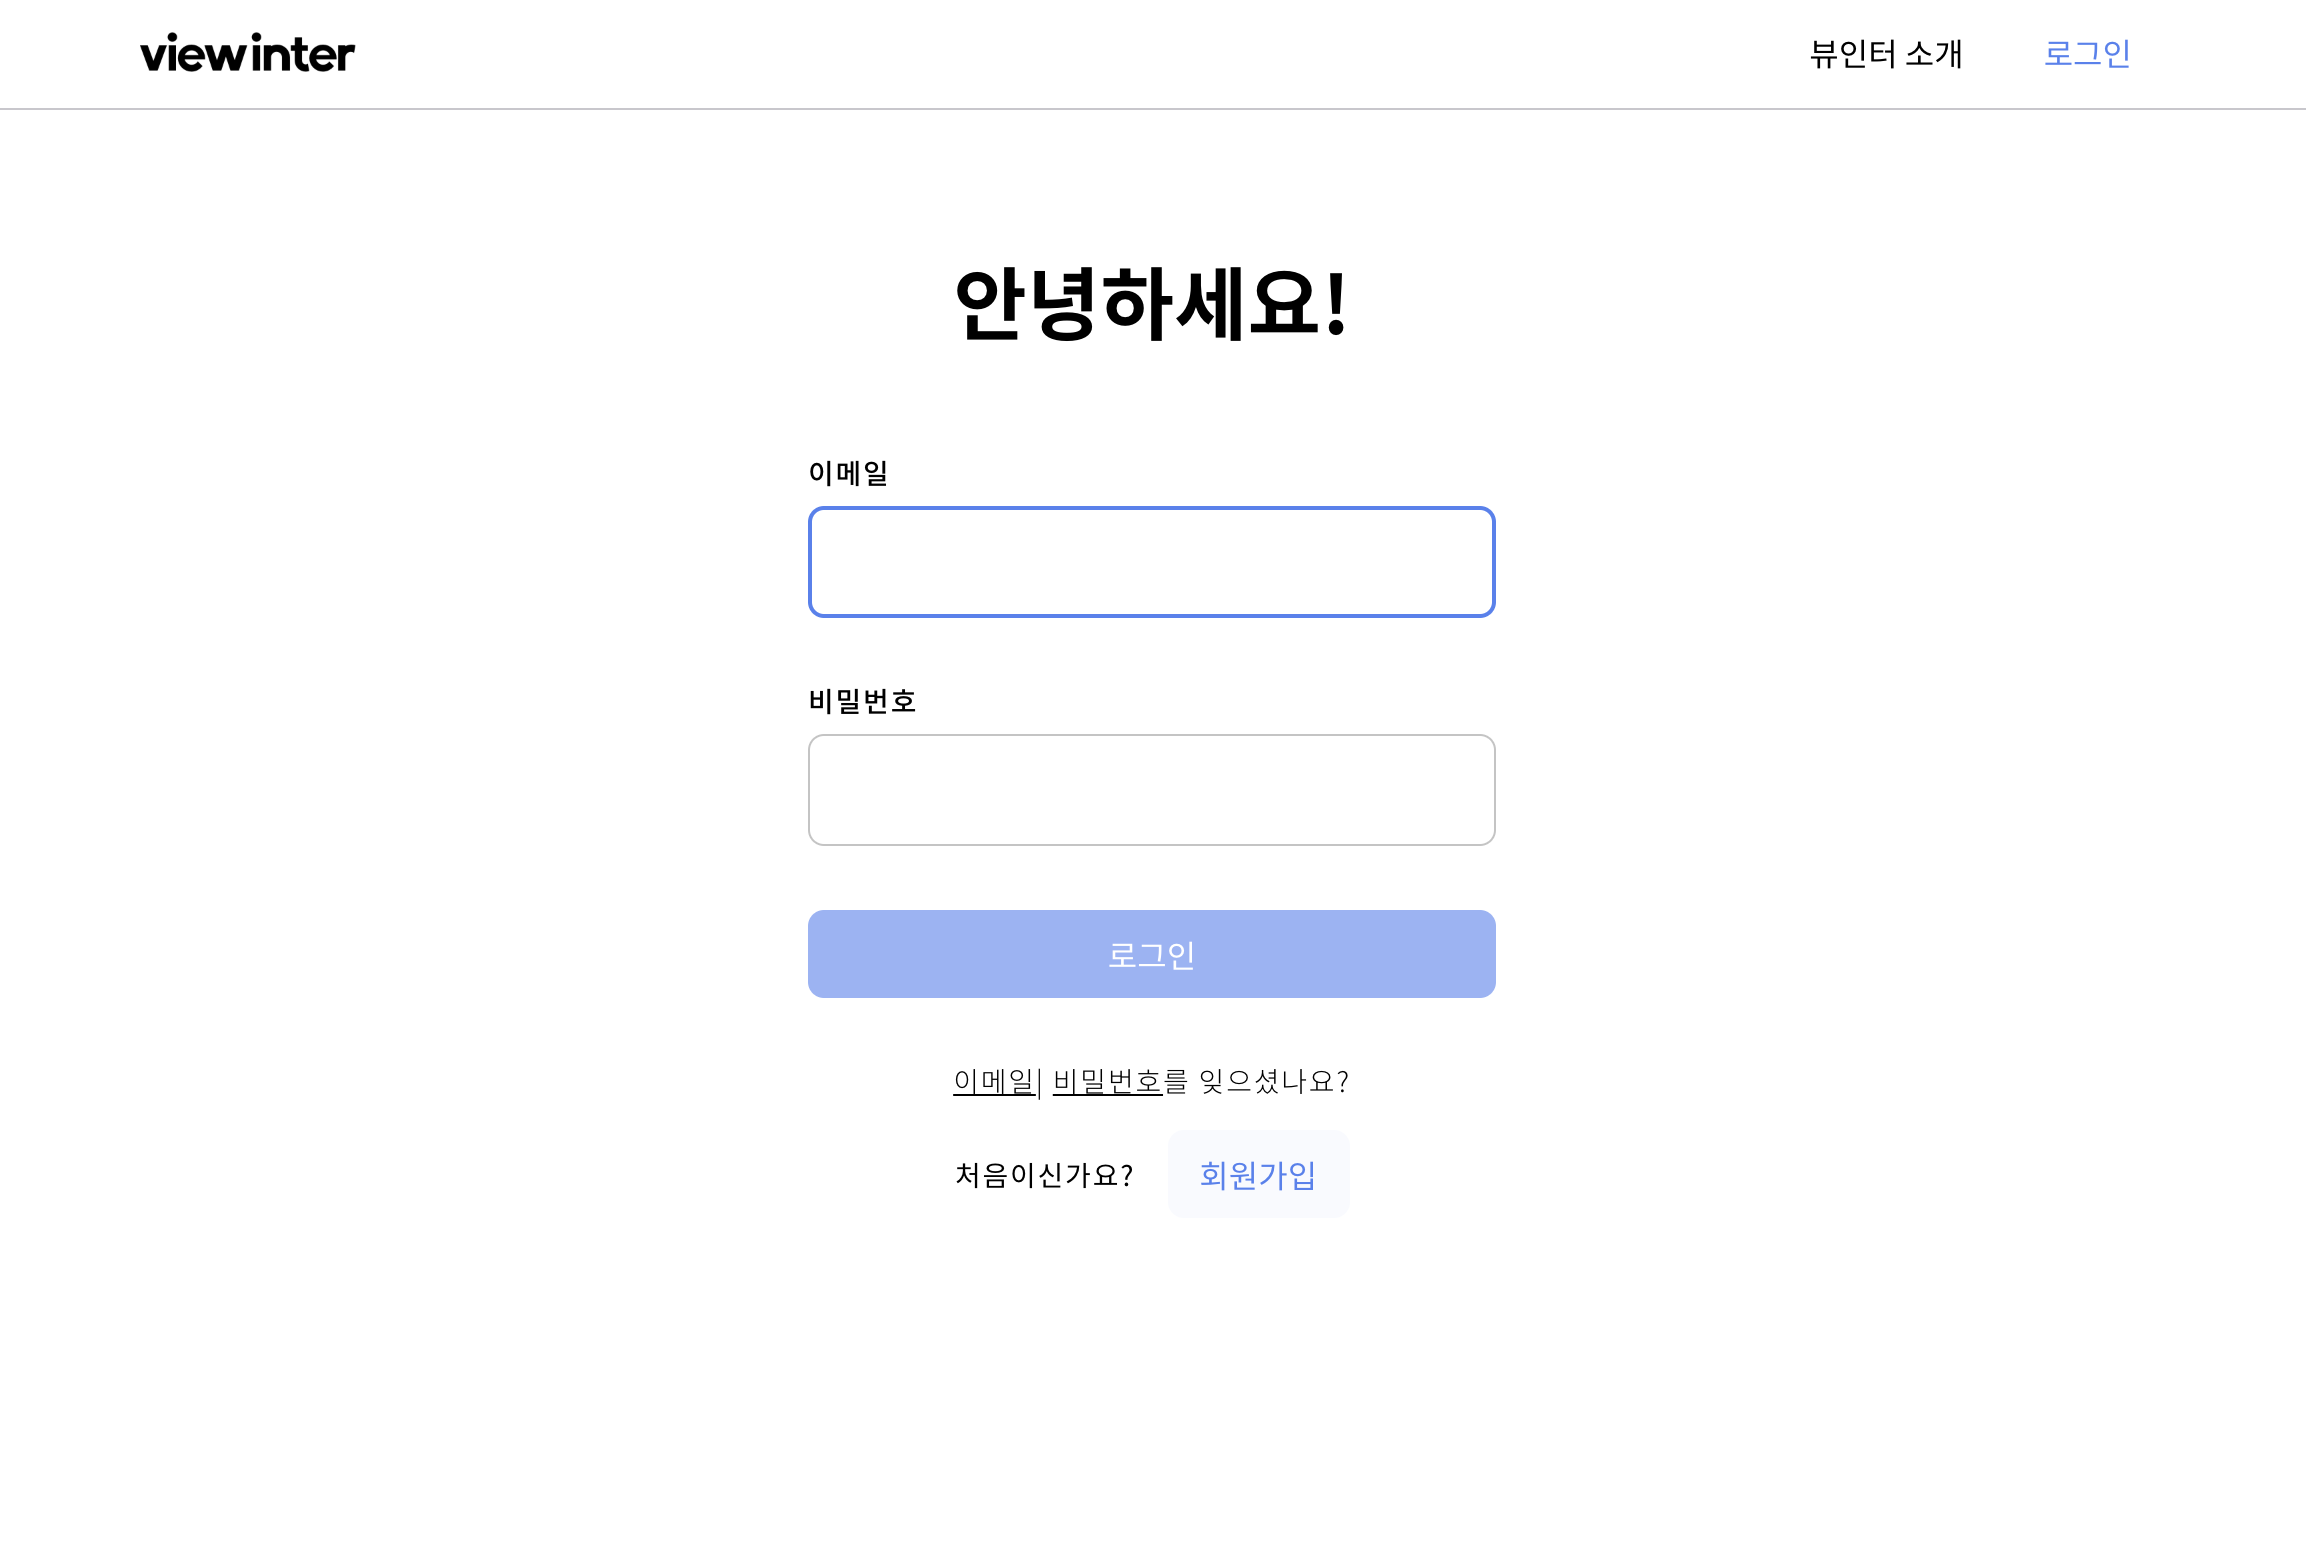 viewinter
뷰인터 소개
로그인
안녕하세요!
이메일
비밀번호
로그인
이메일| 비밀번호를 잊으셨나요?
처음이신가요?
회원가입